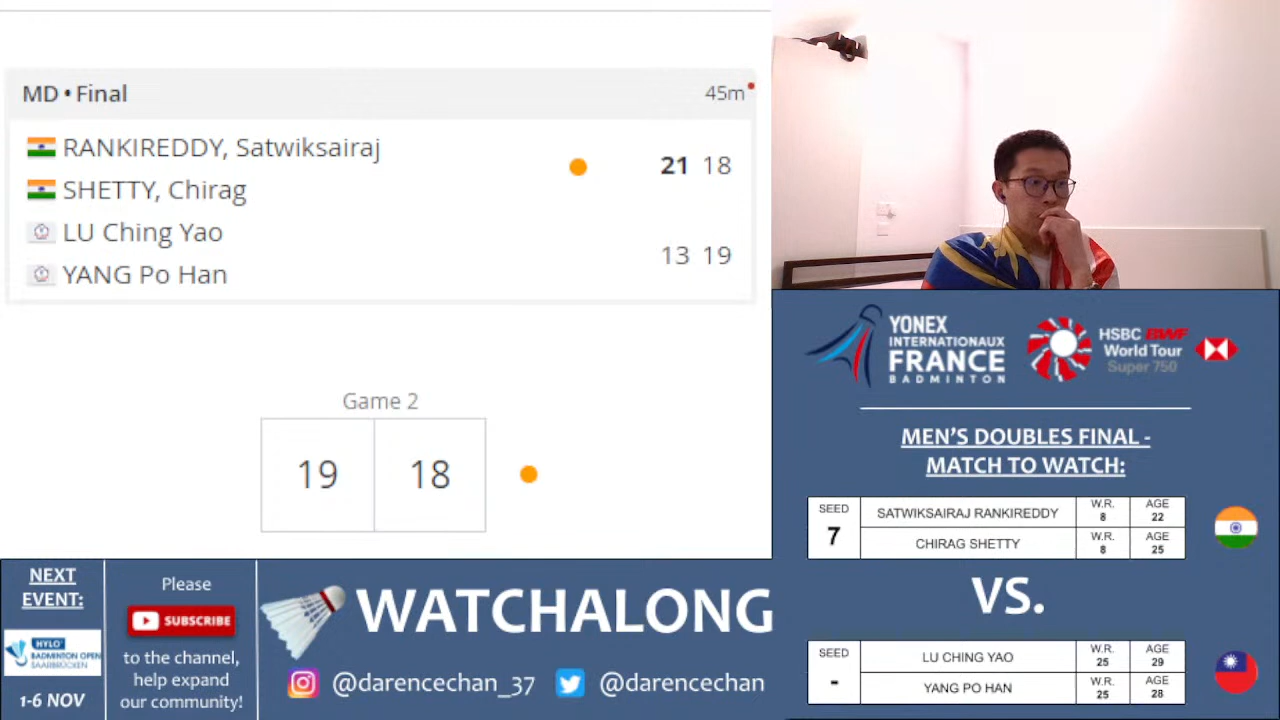 MD • Final
45m
RANKIREDDY, Satwiksairaj
SHETTY, Chirag
21 18
LU Ching Yao
YANG Po Han
13 19
Game 2
19 18
YONEX
INTERNATIONAUX
FRANCE
BADMINTON
HSBC BWF
World Tour
Super 750
MEN'S DOUBLES FINAL -
MATCH TO WATCH:
SEED
7
SATWIKSAIRAJ RANKIREDDY
W.R.
8
AGE
22
CHIRAG SHETTY
W.R.
8
AGE
25
VS.
SEED
-
LU CHING YAO
W.R.
25
AGE
29
YANG PO HAN
W.R.
25
AGE
28
NEXT
EVENT:
HYLO
BADMINTON OPEN
SAARBRÜCKEN
1-6 NOV
Please
SUBSCRIBE
to the channel,
help expand
our community!
WATCHALONG
@darencechan_37
@darencechan